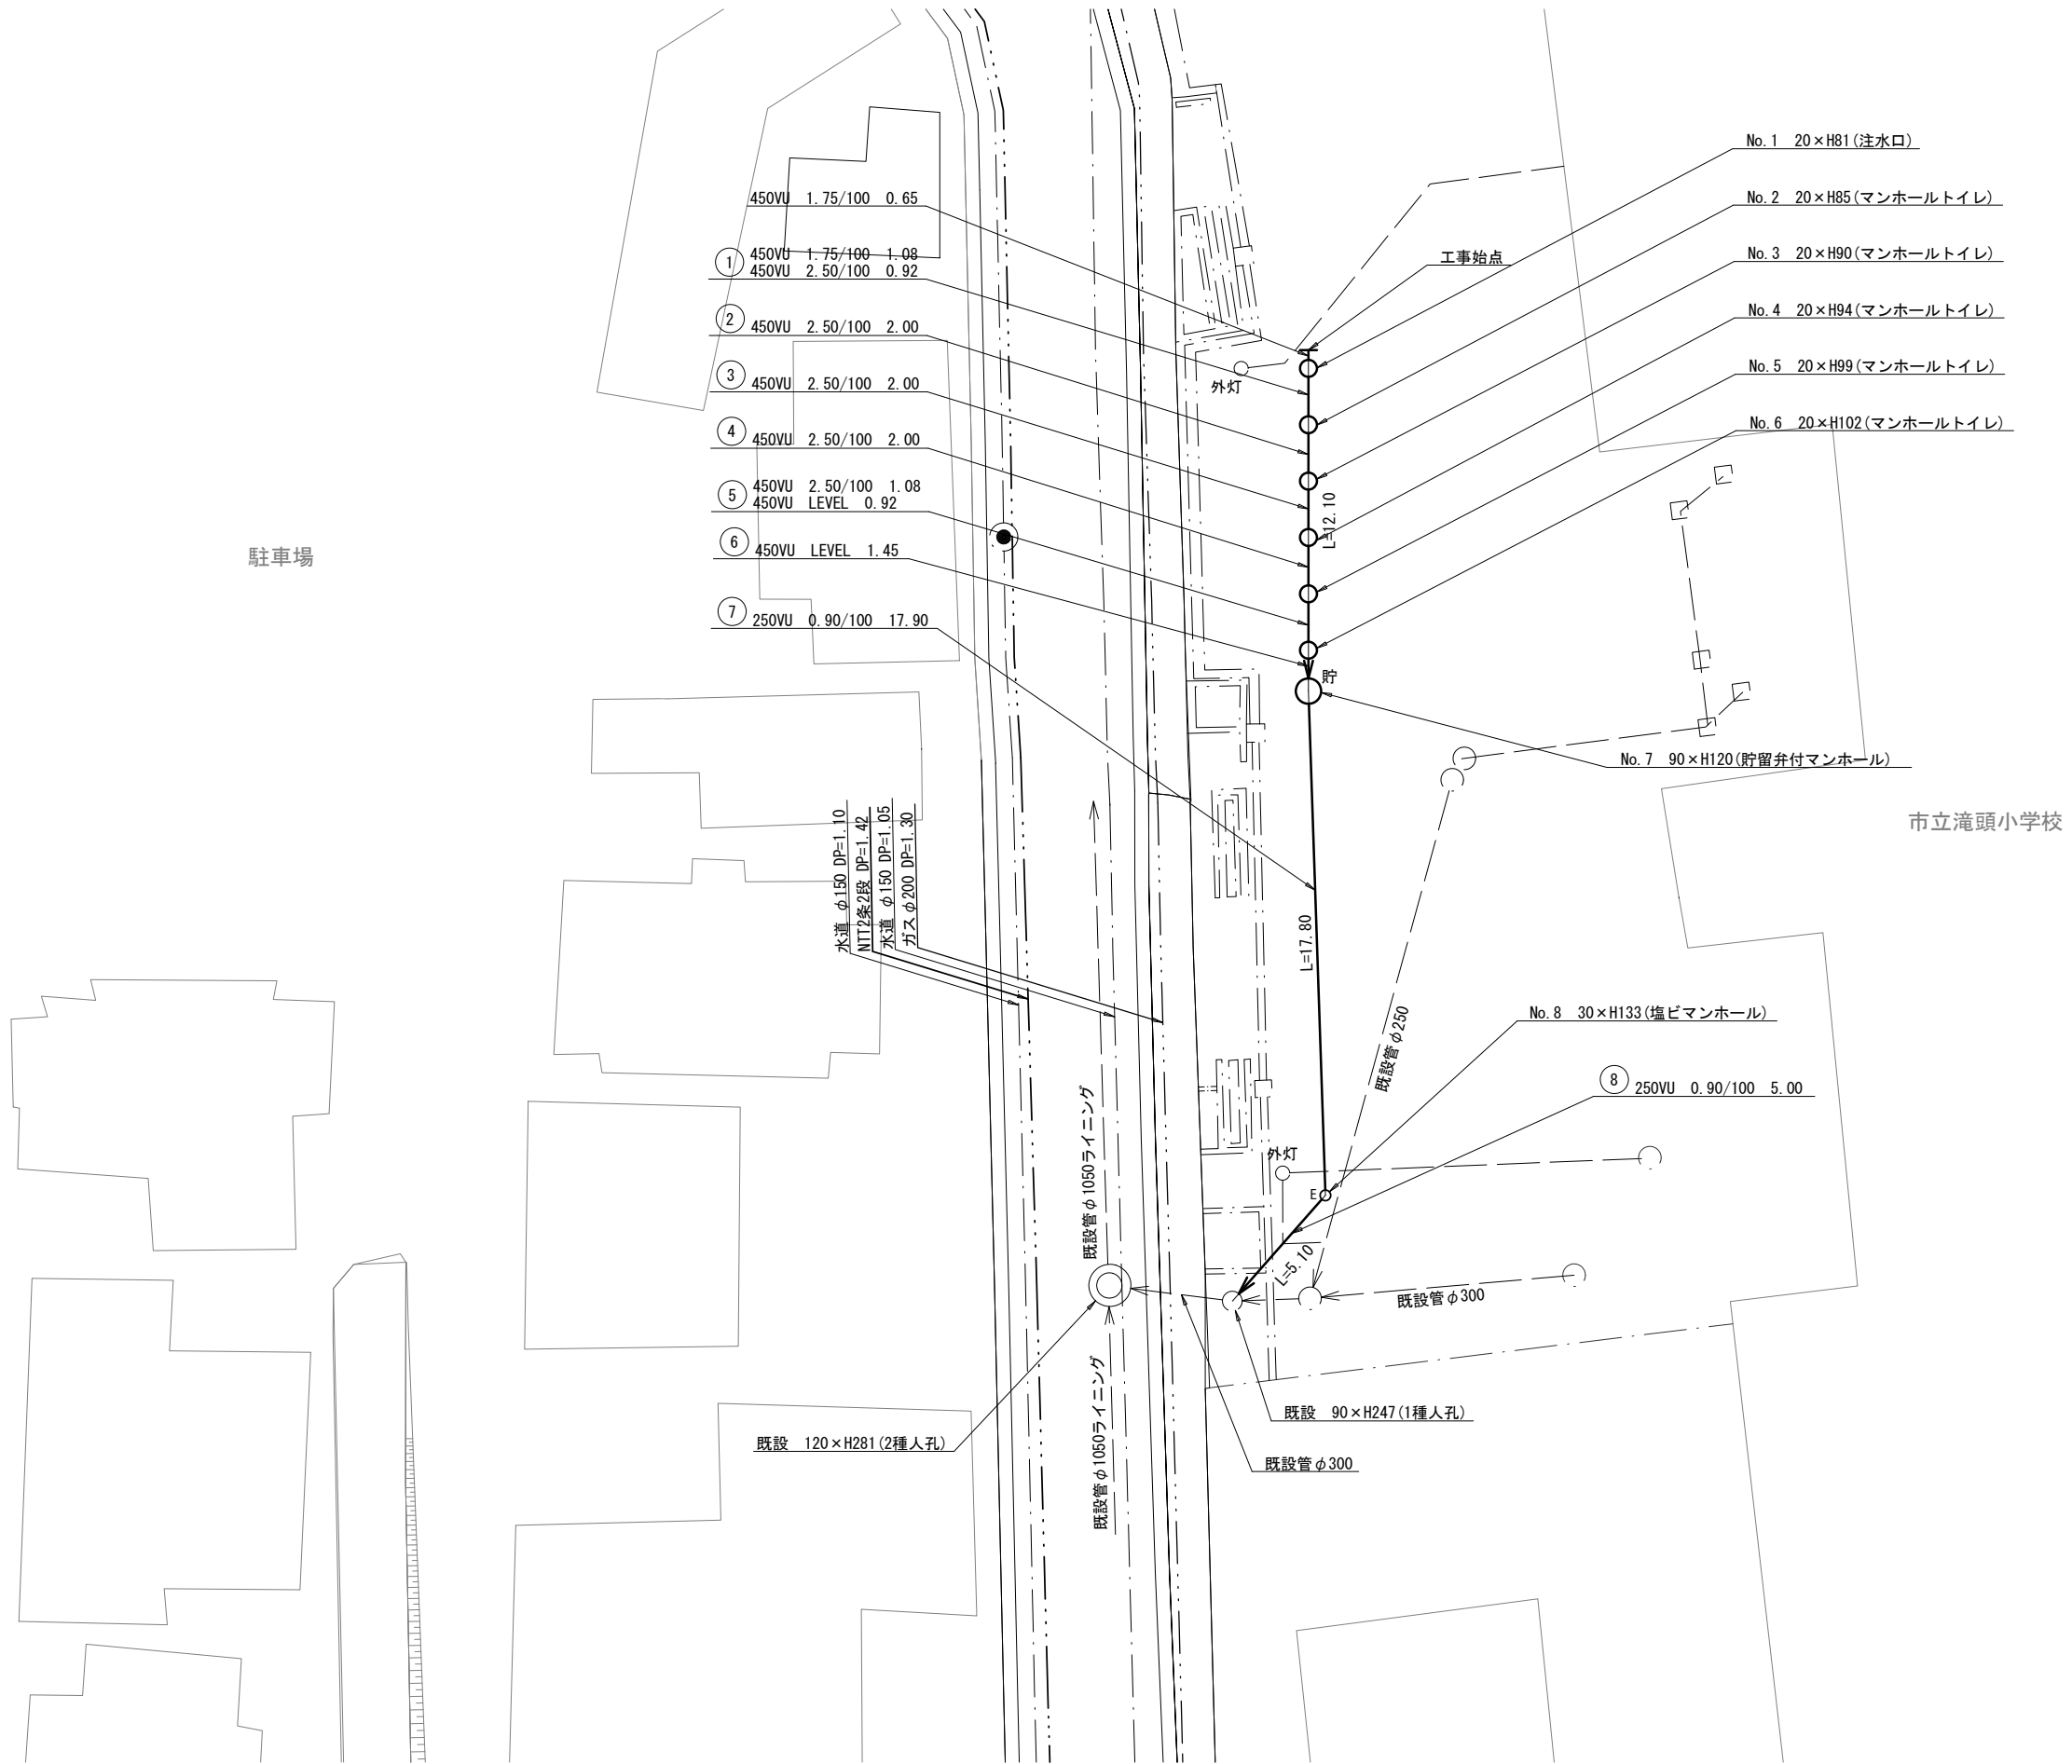 No.1 20×H81(注水口)
No.2 20×H85(マンホールトイレ)
No.3 20×H90(マンホールトイレ)
No.4 20×H94(マンホールトイレ)
No.5 20×H99(マンホールトイレ)
No.6 20×H102(マンホールトイレ)
工事始点
450VU 1.75/100 0.65
① 450VU 1.75/100 1.08
450VU 2.50/100 0.92
② 450VU 2.50/100 2.00
③ 450VU 2.50/100 2.00
④ 450VU 2.50/100 2.00
⑤ 450VU 2.50/100 1.08
450VU LEVEL 0.92
⑥ 450VU LEVEL 1.45
⑦ 250VU 0.90/100 17.90
外灯
L=12.10
駐車場
貯
No.7 90×H120(貯留弁付マンホール)
市立滝頭小学校
水道 φ150 DP=1.10
NTT2条2段 DP=1.42
水道 φ150 DP=1.05
ガスφ200 DP=1.30
L=17.80
No.8 30×H133(塩ビマンホール)
既設管φ250
⑧ 250VU 0.90/100 5.00
既設管φ1050ライニング
外灯
E
L=5.10
既設管φ300
既設管φ1050ライニング
既設 90×H247(1種人孔)
既設 120×H281(2種人孔)
既設管φ300